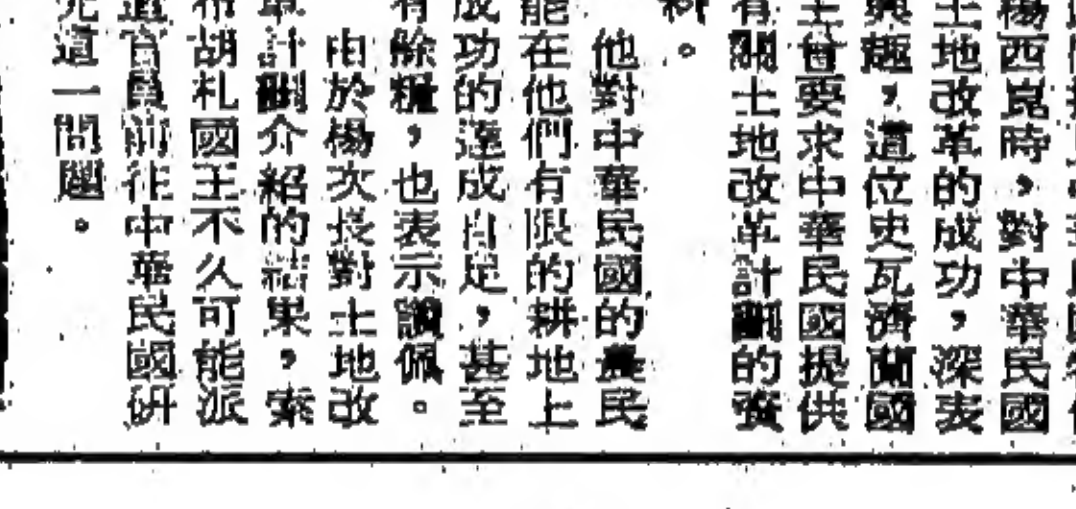 楊西崑時，對中華民國
土地改革的成功，深表
興趣，這位史瓦濟蘭國
王曾要求中華民國提供
有關土地改革計劃的資
料。
他對中華民國的農民
能在他們有限的耕地上
成功的達成自足，甚至
有餘糧，也表示讚佩。
由於楊次長對土地改
革計劃介紹的結果，索
布胡札國王不久可能派
遣官員前往中華民國研
究這一問題。